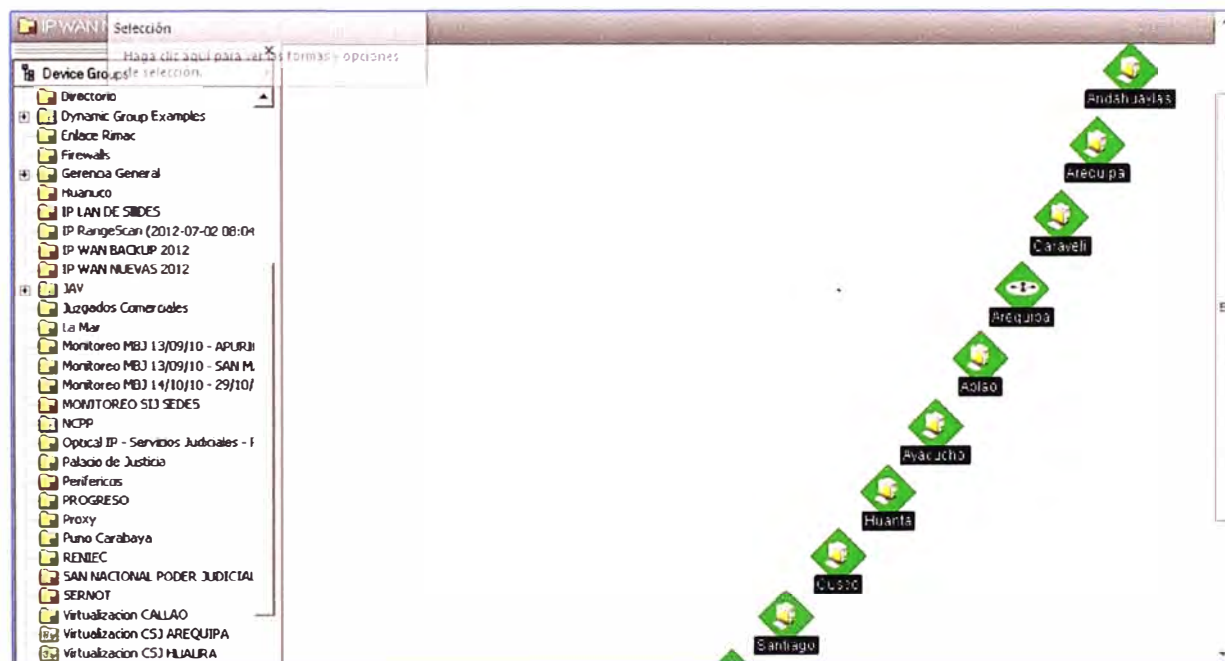 IP WAN N
Selección
Haga clic aquí para ver las formas y opciones
de selección.
Device Groups
Directorio
Dynamic Group Examples
Enlace Rimac
Firewalls
Gerencia General
Huanuco
IP LAN DE SEDES
IP RangeScan (2012-07-02 08:04
IP WAN BACKUP 2012
IP WAN NUEVAS 2012
JAV
Juzgados Comerciales
La Mar
Monitoreo MBJ 13/09/10 - APURI
Monitoreo MBJ 13/09/10 - SAN M
Monitoreo MBJ 14/10/10 - 29/10/
MONITOREO SIJ SEDES
NCPP
Optical IP - Servicios Judiciales - F
Palacio de Justicia
Perifericos
PROGRESO
Proxy
Puno Carabaya
RENIEC
SAN NACIONAL PODER JUDICIAL
SERNOT
Virtualizacion CALLAO
Virtualizacion CSJ AREQUIPA
Virtualizacion CSJ HUAURA
Andahuaylas
Arequipa
Caraveli
Arequipa
Aplao
Ayacucho
Huanta
Cusco
Santiago